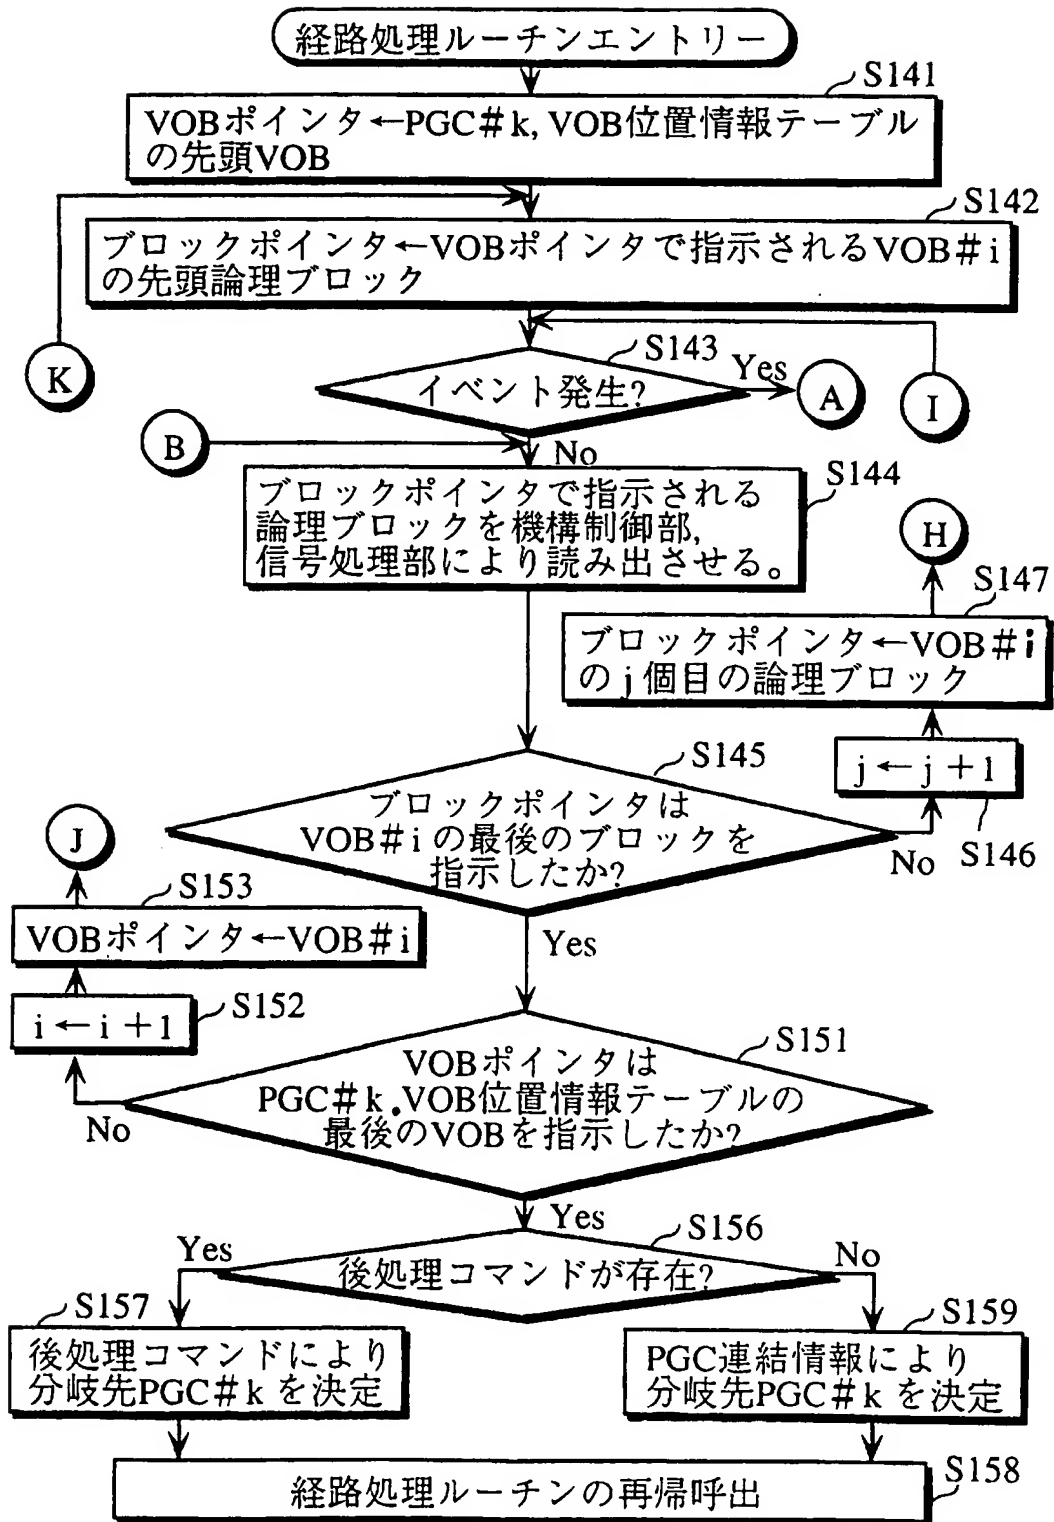 経路処理ルーチンエントリー
S141
VOBポインタ←PGC#k, VOB位置情報テーブル
の先頭VOB
S142
ブロックポインタ←VOBポインタで指示されるVOB#i
の先頭論理ブロック
K
S143
イベント発生?
Yes
A
I
B
No
S144
ブロックポインタで指示される
論理ブロックを機構制御部,
信号処理部により読み出させる。
H
S147
ブロックポインタ←VOB#i
のj個目の論理ブロック
S145
ブロックポインタは
VOB#iの最後のブロックを
指示したか?
j←j+1
No
S146
J
S153
VOBポインタ←VOB#i
Yes
i←i+1
S152
S151
VOBポインタは
PGC#k.VOB位置情報テーブルの
最後のVOBを指示したか?
No
Yes
S156
後処理コマンドが存在?
Yes
No
S157
後処理コマンドにより
分岐先PGC#kを決定
S159
PGC連結情報により
分岐先PGC#kを決定
S158
経路処理ルーチンの再帰呼出